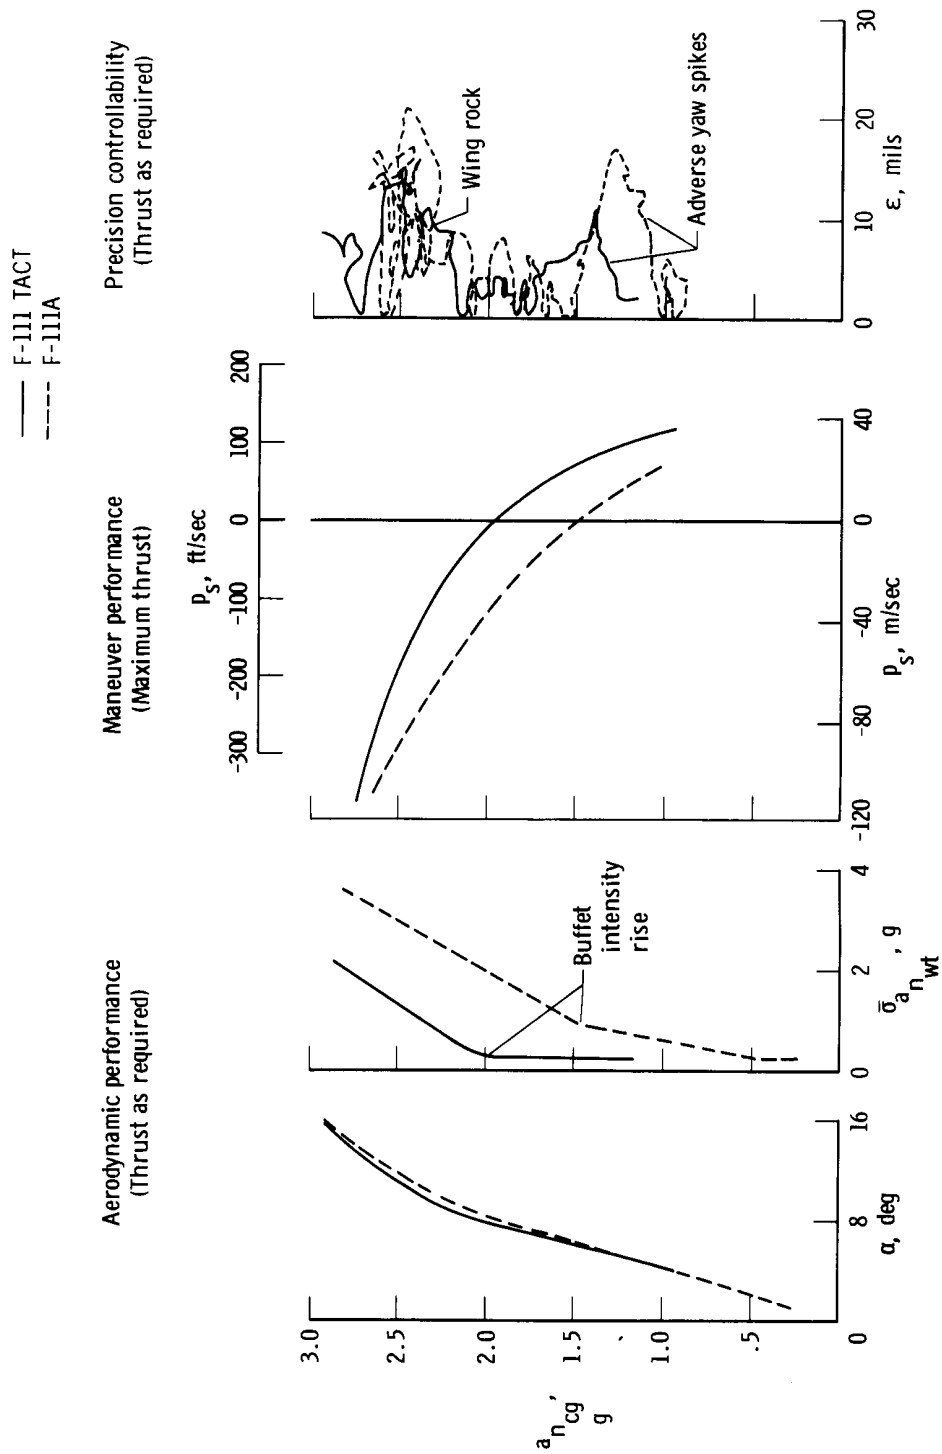 F-111 TACT
F-111A
Aerodynamic performance
(Thrust as required)
Maneuver performance
(Maximum thrust)
Precision controllability
(Thrust as required)
p_s, ft/sec
-300 -200 -100 0 100 200
Buffet
intensity
rise
Wing rock
Adverse yaw spikes
3.0
2.5
2.0
1.5
1.0
.5
0
a_n_cg,
g
8 16
α, deg
0 2 4
σ̄_a_n_wt, g
-120 -80 -40 0 40
p_s, m/sec
0 10 20 30
ε, mils